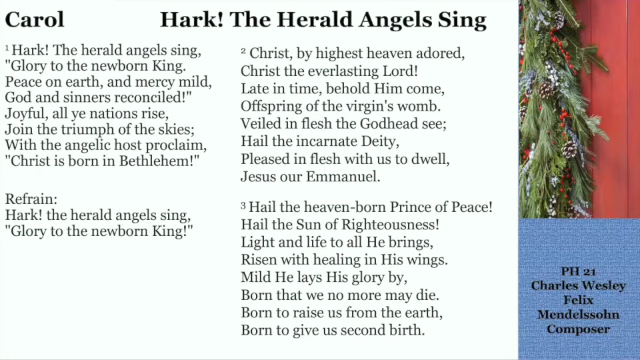 Carol Hark! The Herald Angels Sing
¹ Hark! The herald angels sing,
"Glory to the newborn King.
Peace on earth, and mercy mild,
God and sinners reconciled!"
Joyful, all ye nations rise,
Join the triumph of the skies;
With the angelic host proclaim,
"Christ is born in Bethlehem!"
Refrain:
Hark! the herald angels sing,
"Glory to the newborn King!"
² Christ, by highest heaven adored,
Christ the everlasting Lord!
Late in time, behold Him come,
Offspring of the virgin's womb.
Veiled in flesh the Godhead see;
Hail the incarnate Deity,
Pleased in flesh with us to dwell,
Jesus our Emmanuel.
³ Hail the heaven-born Prince of Peace!
Hail the Sun of Righteousness!
Light and life to all He brings,
Risen with healing in His wings.
Mild He lays His glory by,
Born that we no more may die.
Born to raise us from the earth,
Born to give us second birth.
PH 21
Charles Wesley
Felix
Mendelssohn
Composer